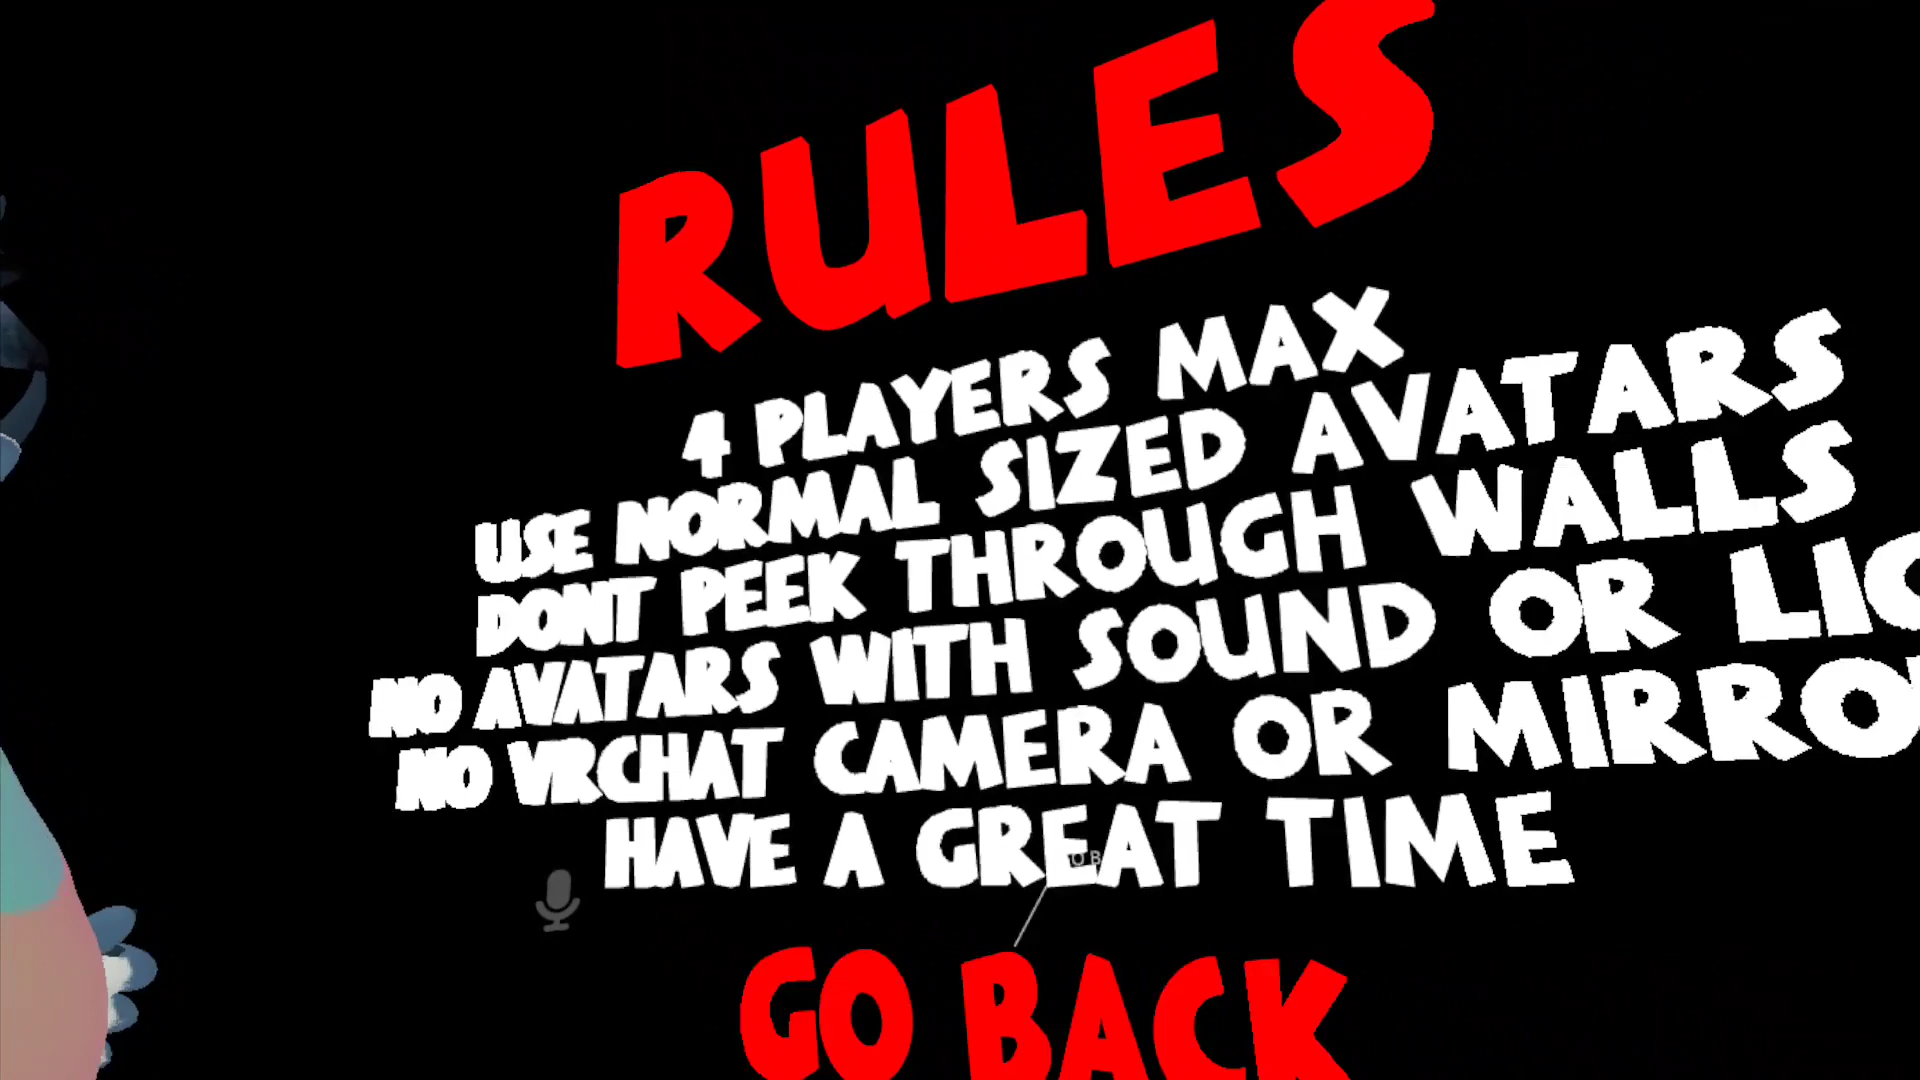 RULES
4 PLAYERS MAX
USE NORMAL SIZED AVATARS
DONT PEEK THROUGH WALLS
NO AVATARS WITH SOUND OR
NO VRCHAT CAMERA OR
HAVE A GREAT TIME
GO BACK